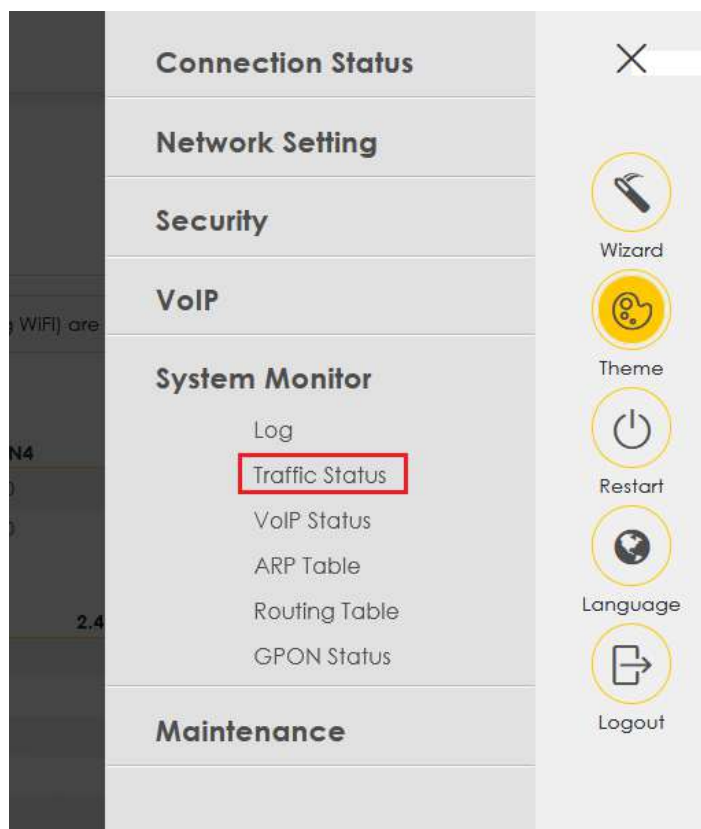 Connection Status
Network Setting
Security
Wizard
VoIP
WiFi) are
System Monitor
Theme
Log
N4
Traffic Status
Restart
VoIP Status
ARP Table
Routing Table
Language
2.4
GPON Status
Maintenance
Logout